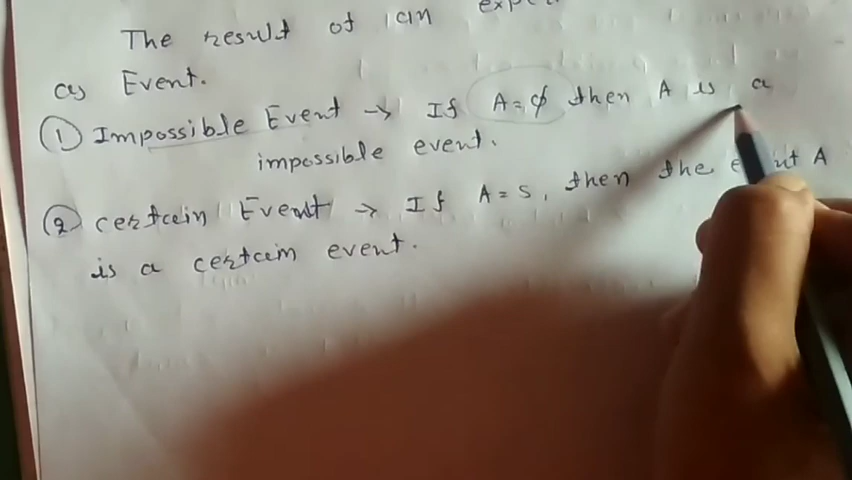 The result of an
as Event.
① Impossible Event → If A=ϕ then A is a
impossible event.
② certain Event → If A=S, then the event A
is a certain event.